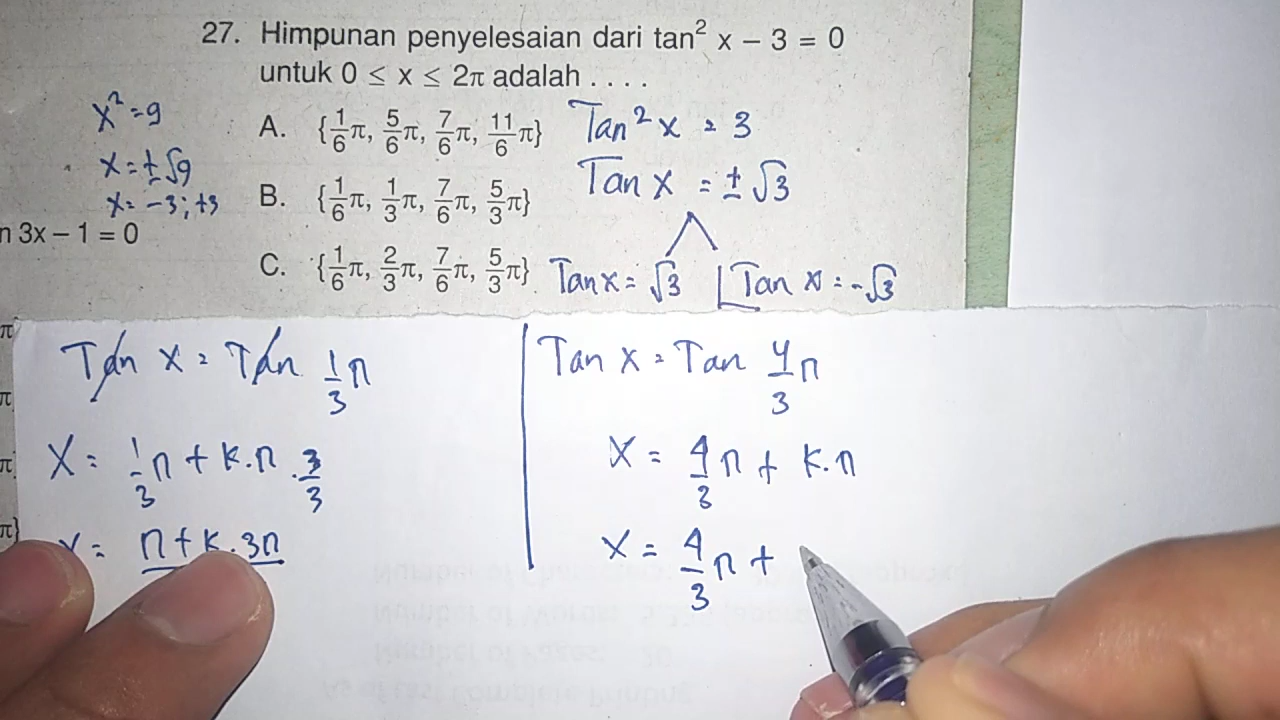 27. Himpunan penyelesaian dari tan² x – 3 = 0
untuk 0 ≤ x ≤ 2π adalah . . . .
A. {1/6π, 5/6π, 7/6π, 11/6π}
B. {1/6π, 1/3π, 7/6π, 5/3π}
C. {1/6π, 2/3π, 7/6π, 5/3π}
x² = 9
x = ±√9
x = -3; +3
n 3x – 1 = 0
Tan² x = 3
Tan x = ±√3
Tan x = √3
Tan x = -√3
π
π
π
π}
Tan x = Tan 1/3 π
x = 1/3 π + k.π . 3/3
x = π + k.3π
Tan x = Tan 4/3 π
x = 4/3 π + k.π
x = 4/3 π +